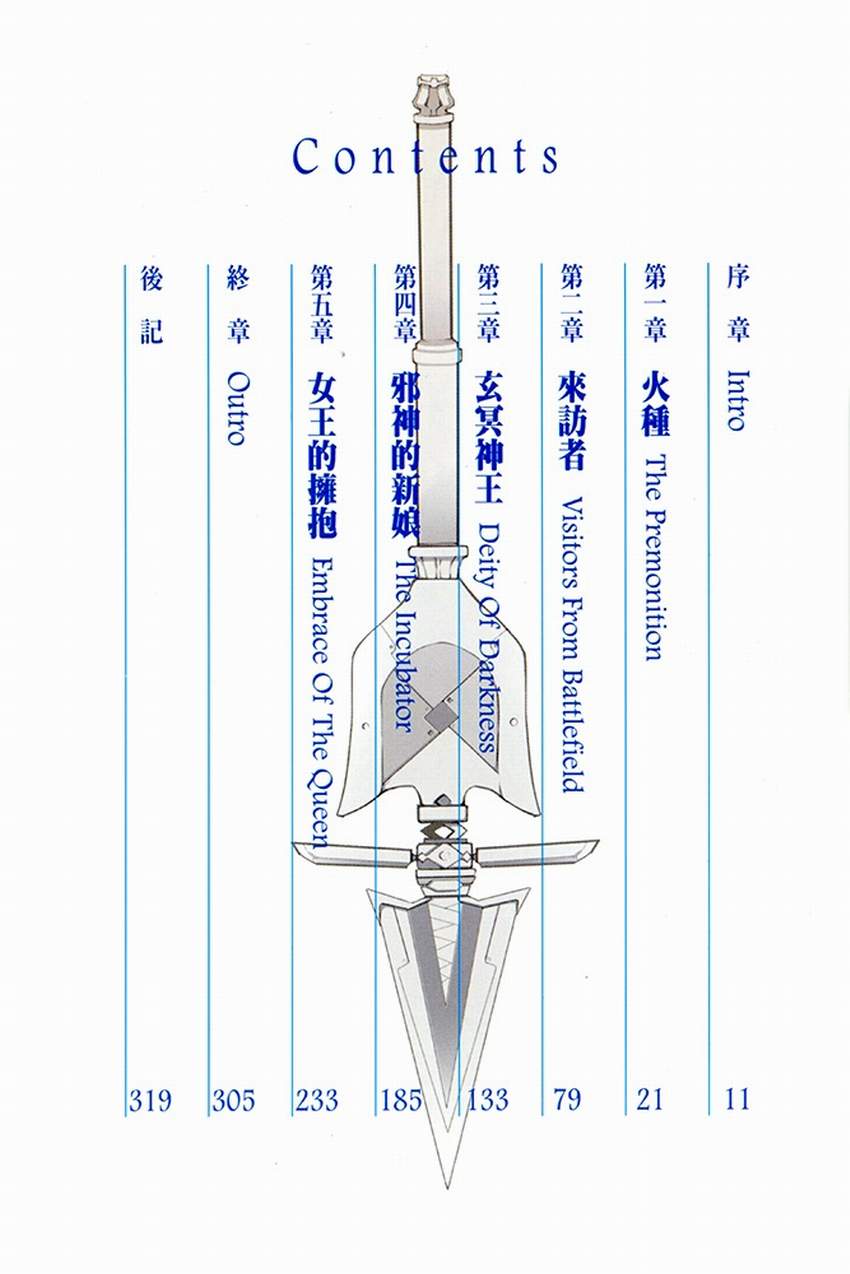 Contents
序章 Intro 11
第一章 火種 The Premonition 21
第二章 來訪者 Visitors From Battlefield 79
第三章 玄冥神王 Deity Of Darkness 133
第四章 邪神的新娘 The Incubator 185
第五章 女王的擁抱 Embrace Of The Queen 233
終章 Outro 305
後記 319